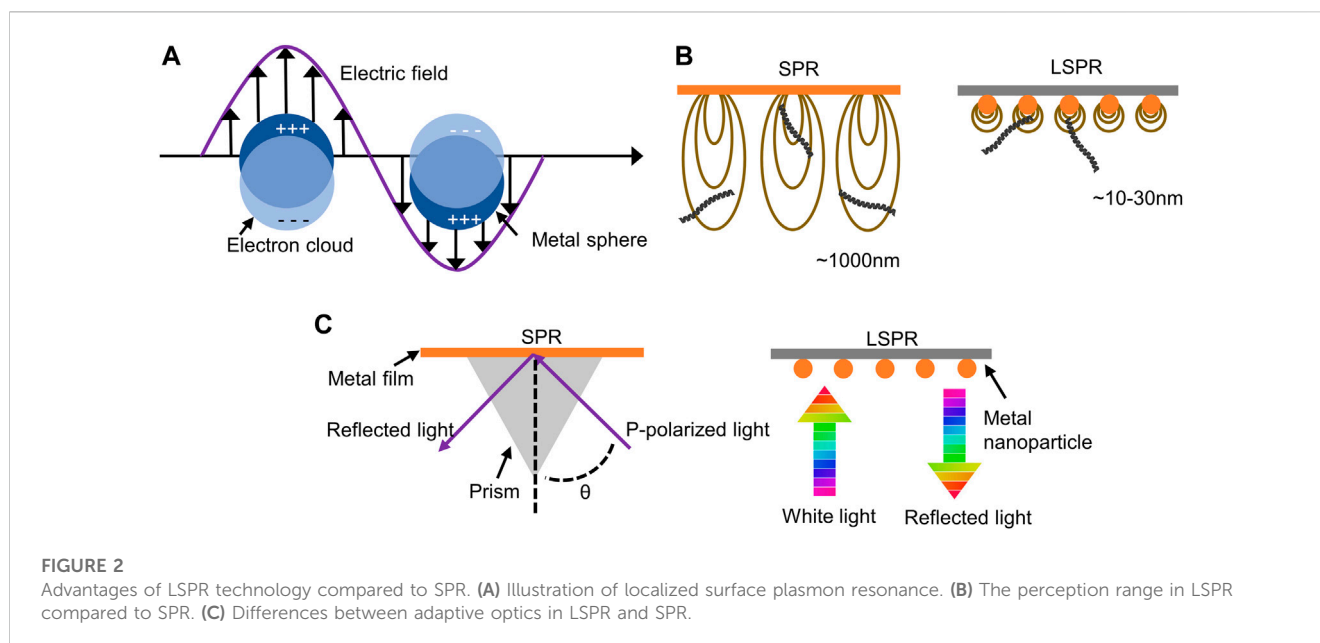 A
Electric field
+++
- - -
- - -
+++
Electron cloud
Metal sphere
B
SPR
LSPR
~1000nm
~10-30nm
C
SPR
LSPR
Metal film
Reflected light
P-polarized light
Prism
θ
Metal
nanoparticle
White light
Reflected light
FIGURE 2
Advantages of LSPR technology compared to SPR. (A) Illustration of localized surface plasmon resonance. (B) The perception range in LSPR
compared to SPR. (C) Differences between adaptive optics in LSPR and SPR.